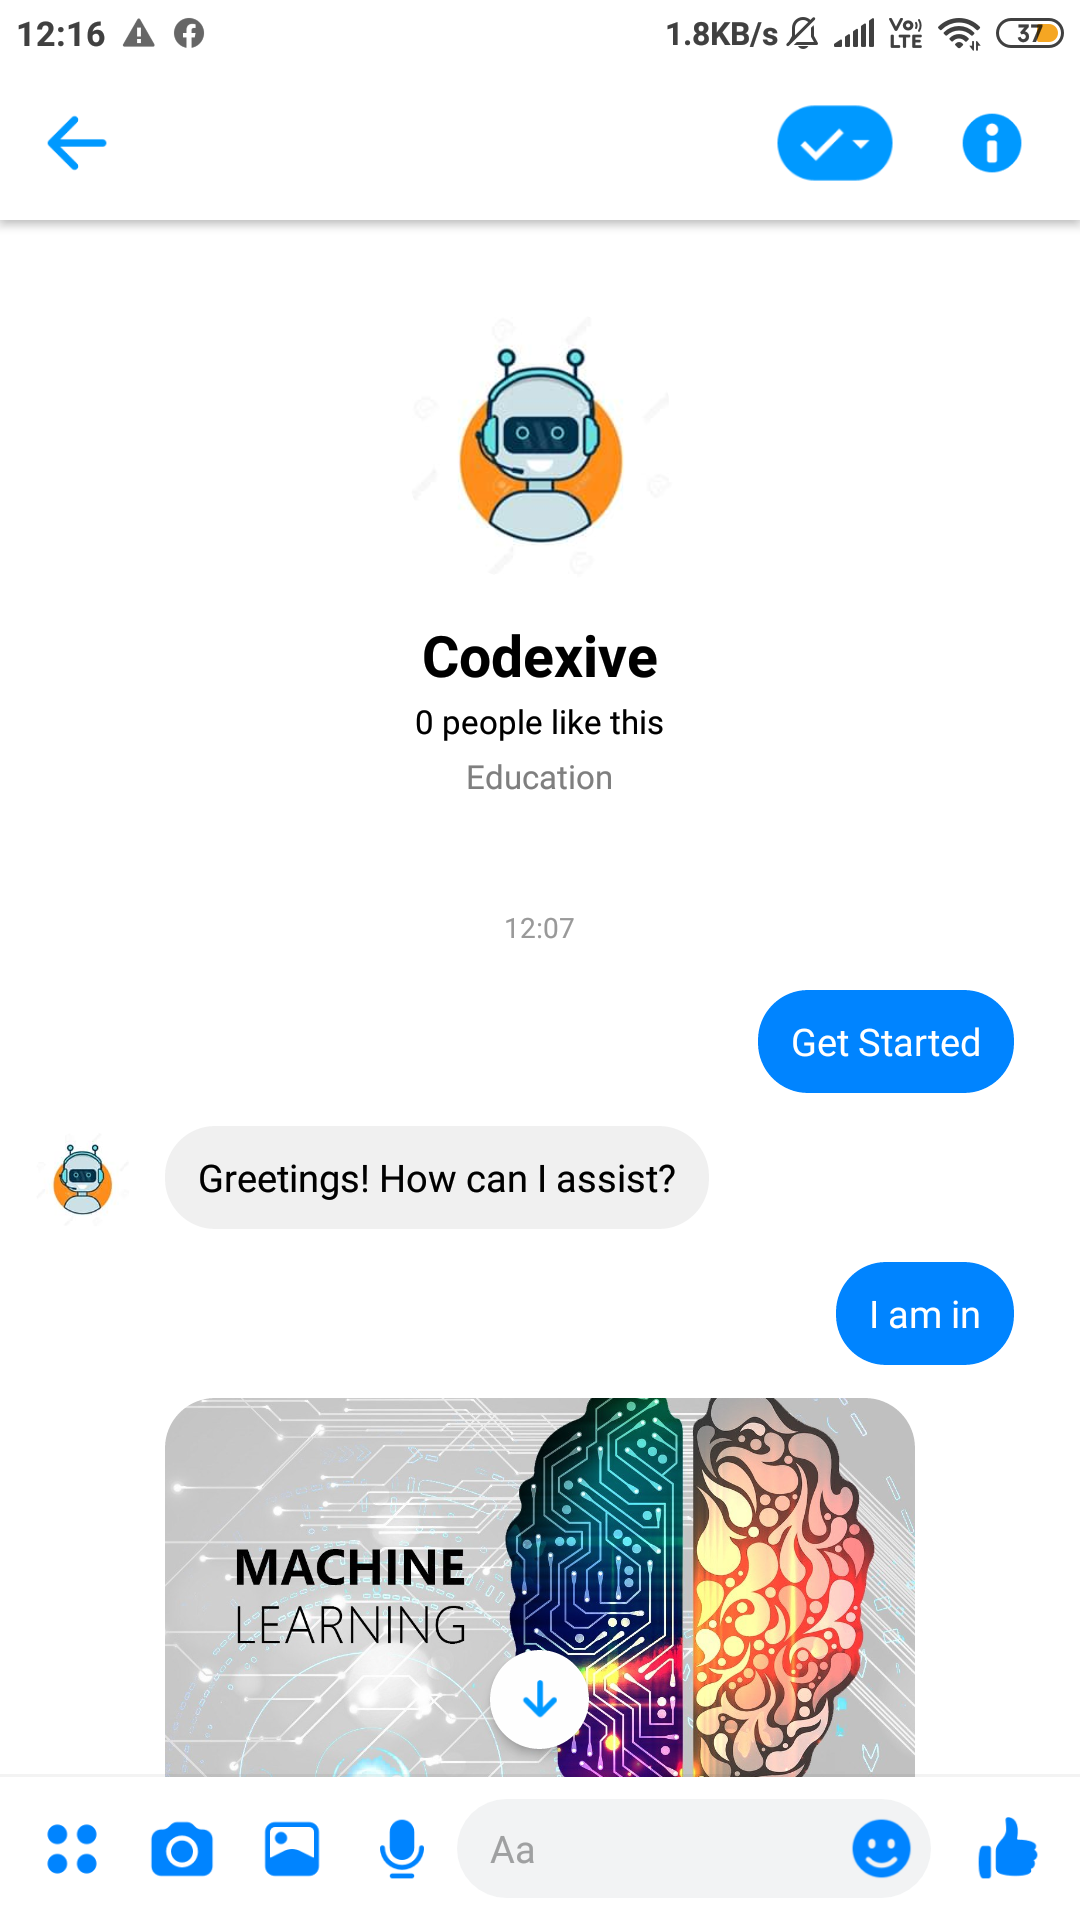 12:16
1.8KB/s
Vo)) LTE
37
Codexive
0 people like this
Education
12:07
Get Started
Greetings! How can I assist?
I am in
MACHINE
LEARNING
Aa